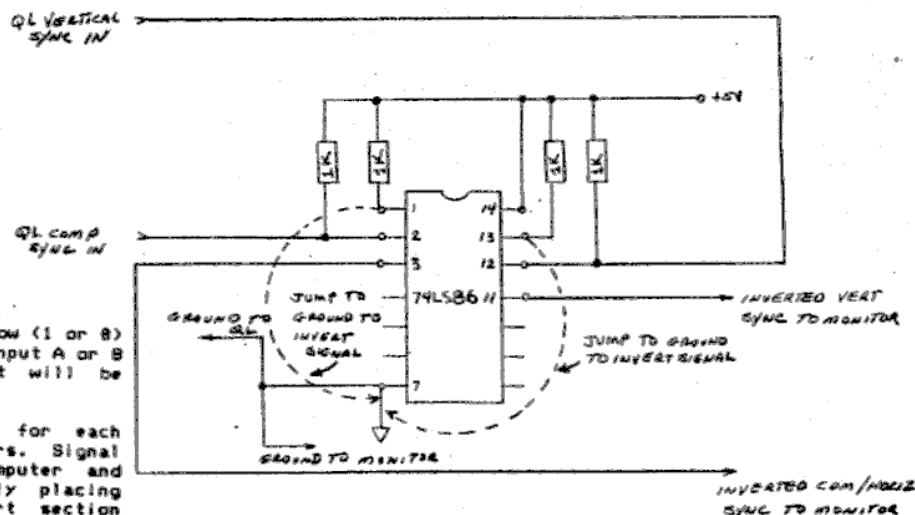 QL VERTICAL
SYNC IN
+5V
1K
1K
1K
1K
1
14
QL COMP
SYNC IN
2
13
3
12
74LS86
11
INVERTED VERT
SYNC TO MONITOR
GROUND TO
QL
JUMP TO
GROUND TO
INVERT
SIGNAL
JUMP TO GROUND
TO INVERT SIGNAL
7
GROUND TO MONITOR
INVERTED COM/HORIZ
SYNC TO MONITOR
ow (1 or 0)
nput A or B
t will be
for each
rs. Signal
mputer and
ly placing
rt section